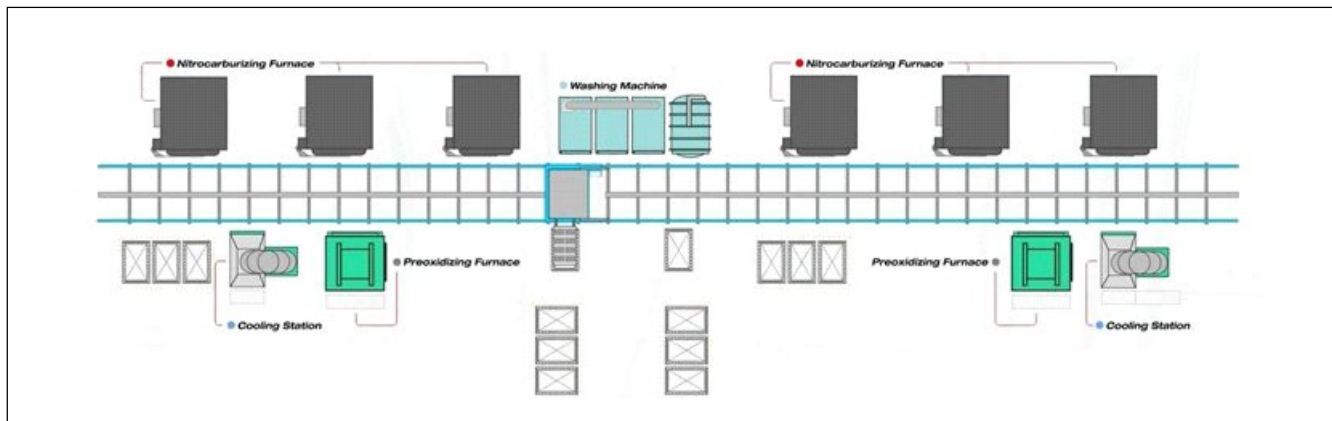 Nitrocarburizing Furnace
Nitrocarburizing Furnace
Washing Machine
Preoxidizing Furnace
Preoxidizing Furnace
Cooling Station
Cooling Station